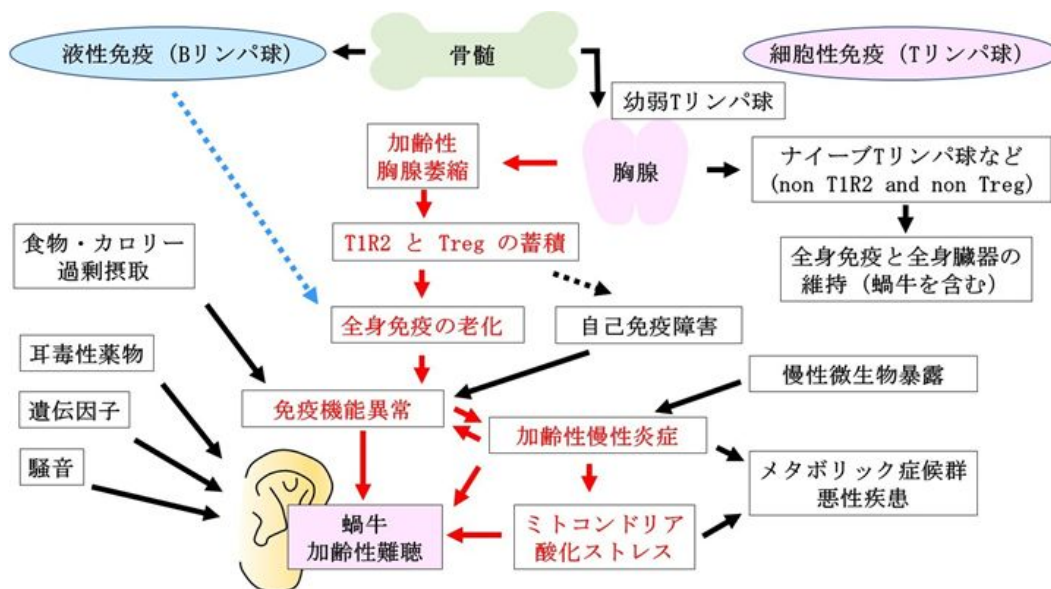 液性免疫(Bリンパ球)
骨髄
細胞性免疫(Tリンパ球)
幼弱Tリンパ球
加齢性
胸腺萎縮
胸腺
ナイーブTリンパ球など
(non T1R2 and non Treg)
T1R2 と Treg の蓄積
食物・カロリー
過剰摂取
全身免疫と全身臓器の
維持(蝸牛を含む)
全身免疫の老化
自己免疫障害
耳毒性薬物
慢性微生物暴露
遺伝因子
免疫機能異常
加齢性慢性炎症
騒音
メタボリック症候群
悪性疾患
蝸牛
加齢性難聴
ミトコンドリア
酸化ストレス